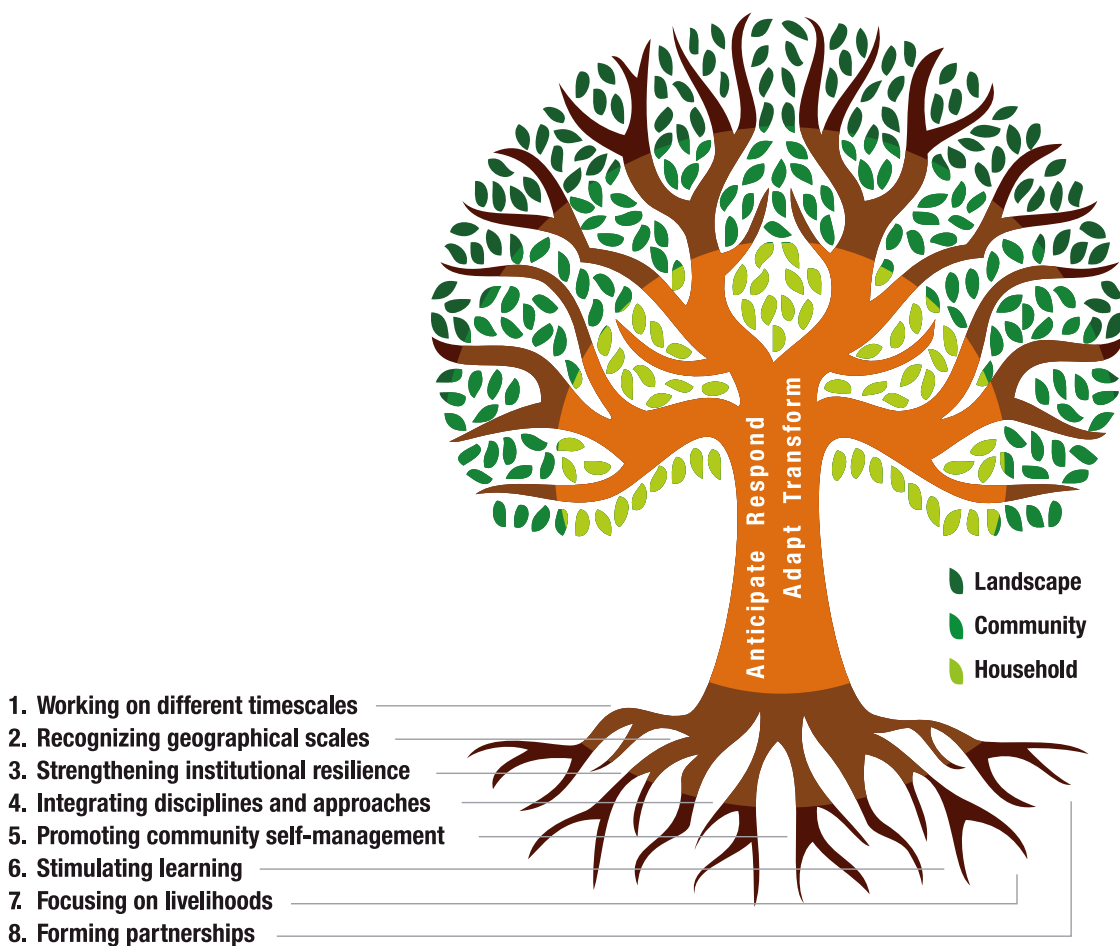 Anticipate Respond
Adapt Transform
Landscape
Community
Household
1. Working on different timescales
2. Recognizing geographical scales
3. Strengthening institutional resilience
4. Integrating disciplines and approaches
5. Promoting community self-management
6. Stimulating learning
7. Focusing on livelihoods
8. Forming partnerships